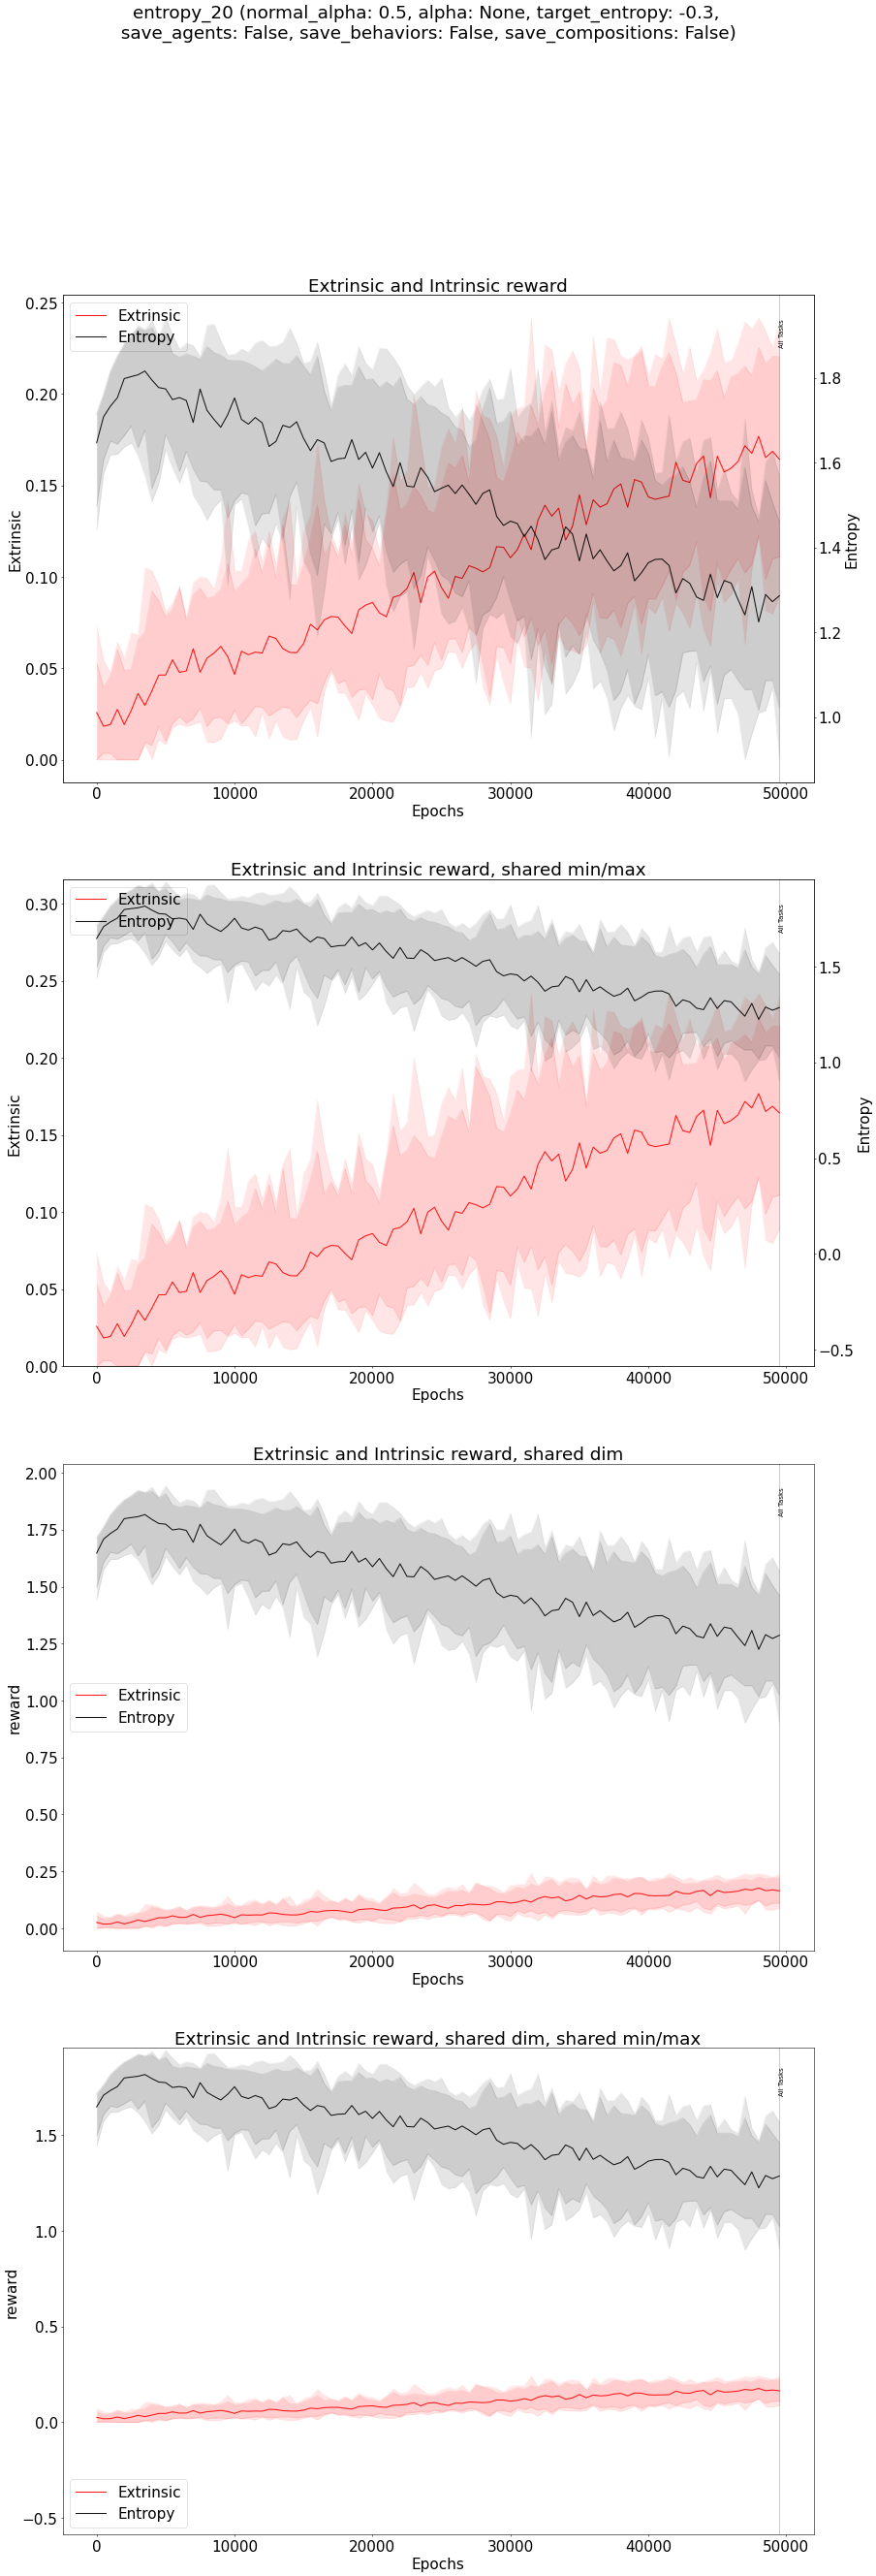 entropy_20 (normal_alpha: 0.5, alpha: None, target_entropy: -0.3,
save_agents: False, save_behaviors: False, save_compositions: False)
Extrinsic and Intrinsic reward
Extrinsic
Entropy
All Tasks
0.25
0.20
0.15
0.10
0.05
0.00
Extrinsic
1.8
1.6
1.4
1.2
1.0
Entropy
0 10000 20000 30000 40000 50000
Epochs
Extrinsic and Intrinsic reward, shared min/max
Extrinsic
Entropy
All Tasks
0.30
0.25
0.20
0.15
0.10
0.05
0.00
Extrinsic
1.5
1.0
0.5
0.0
−0.5
Entropy
0 10000 20000 30000 40000 50000
Epochs
Extrinsic and Intrinsic reward, shared dim
All Tasks
2.00
1.75
1.50
1.25
1.00
0.75
0.50
0.25
0.00
reward
Extrinsic
Entropy
0 10000 20000 30000 40000 50000
Epochs
Extrinsic and Intrinsic reward, shared dim, shared min/max
All Tasks
1.5
1.0
0.5
0.0
−0.5
reward
Extrinsic
Entropy
0 10000 20000 30000 40000 50000
Epochs